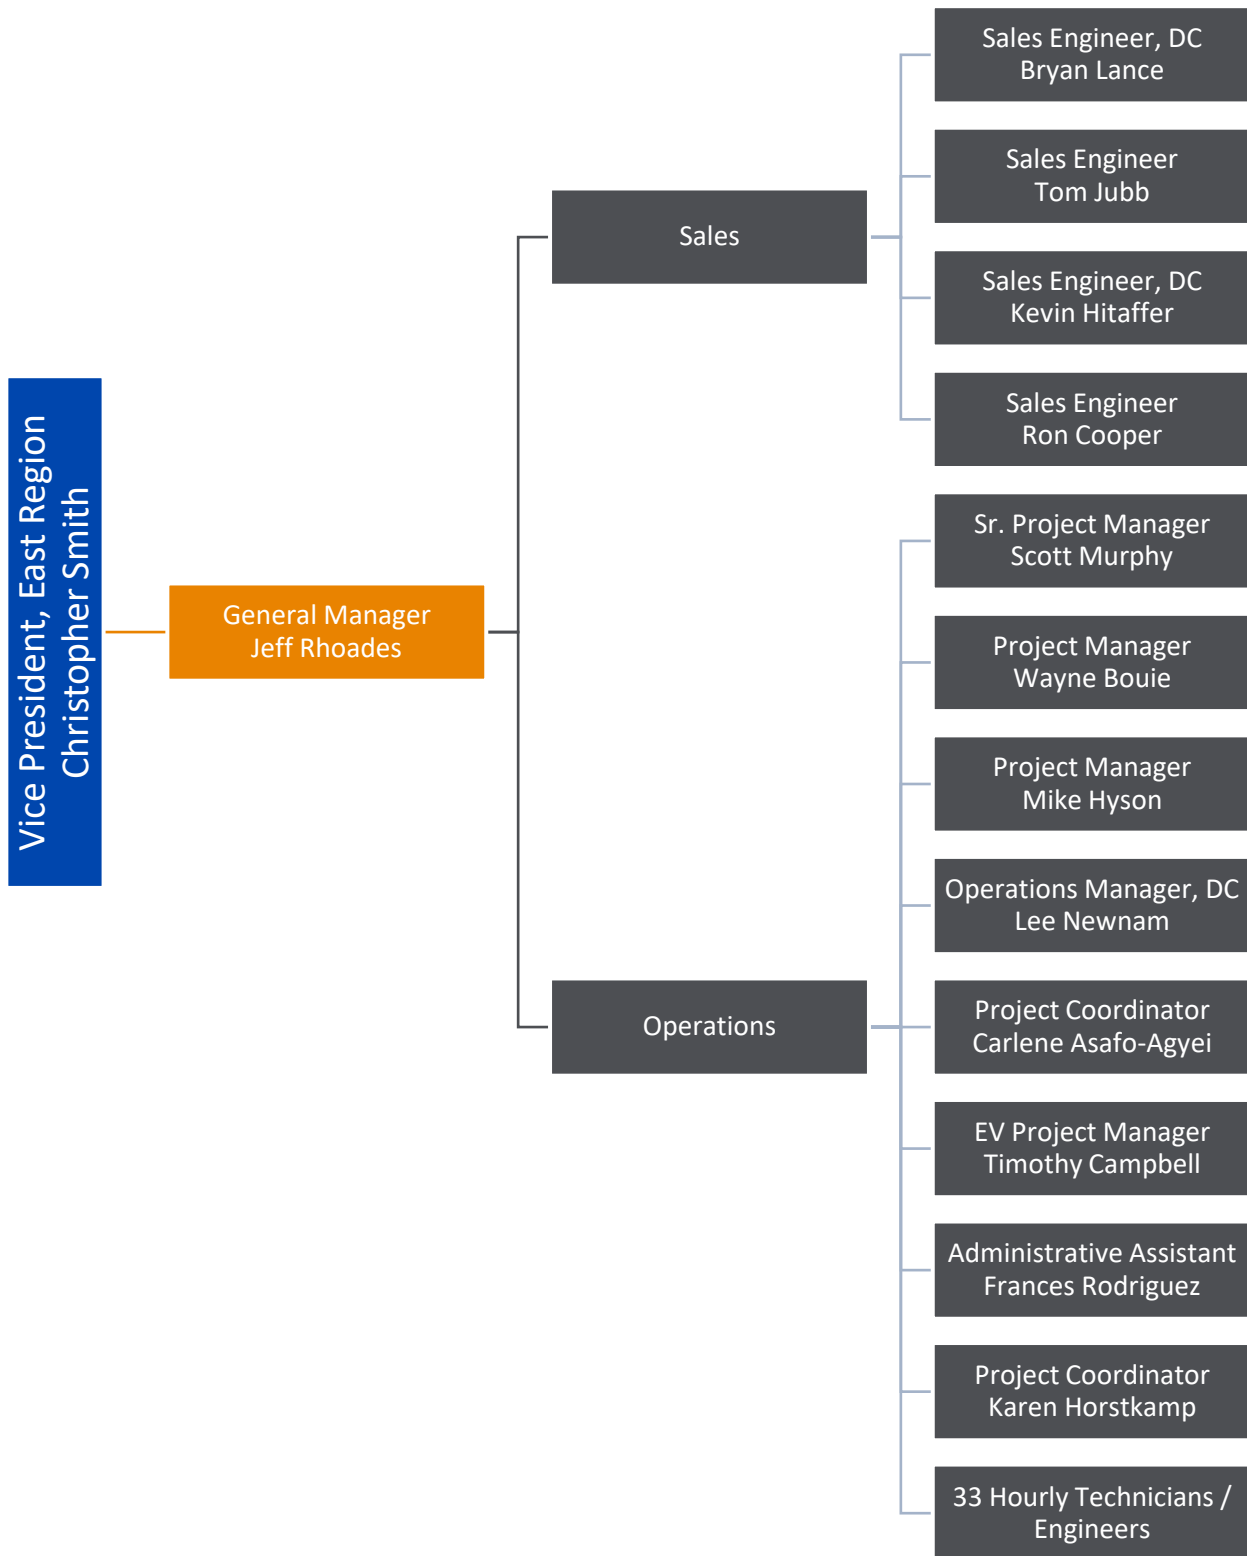 Vice President, East Region
Christopher Smith
General Manager
Jeff Rhoades
Sales
Sales Engineer, DC
Bryan Lance
Sales Engineer
Tom Jubb
Sales Engineer, DC
Kevin Hitaffer
Sales Engineer
Ron Cooper
Operations
Sr. Project Manager
Scott Murphy
Project Manager
Wayne Bouie
Project Manager
Mike Hyson
Operations Manager, DC
Lee Newnam
Project Coordinator
Carlene Asafo-Agyei
EV Project Manager
Timothy Campbell
Administrative Assistant
Frances Rodriguez
Project Coordinator
Karen Horstkamp
33 Hourly Technicians /
Engineers